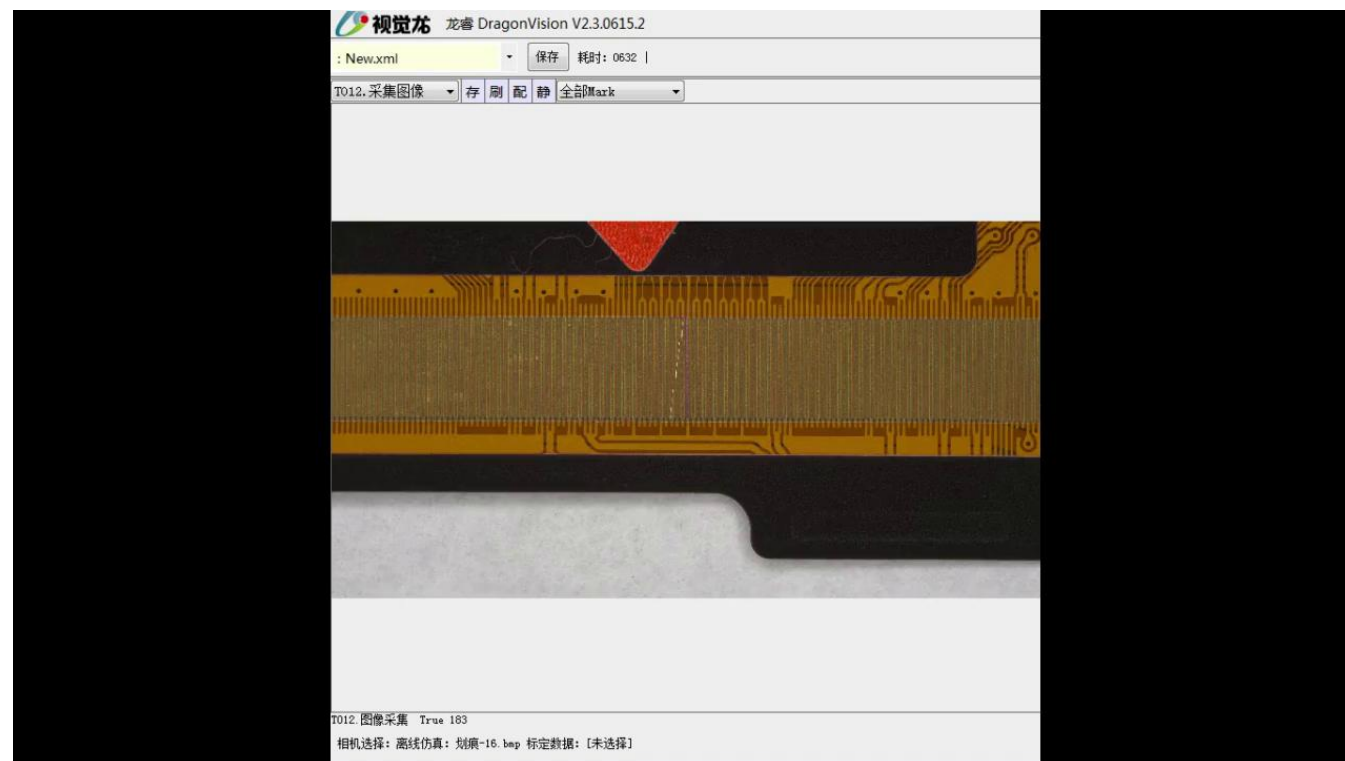 视觉龙 龙睿 DragonVision V2.3.0615.2
: New.xml 保存 耗时: 0632 |
T012.采集图像 存 刷 配 静 全部Mark
T012.图像采集 True 183
相机选择: 离线仿真: 划痕-16.bmp 标定数据: [未选择]